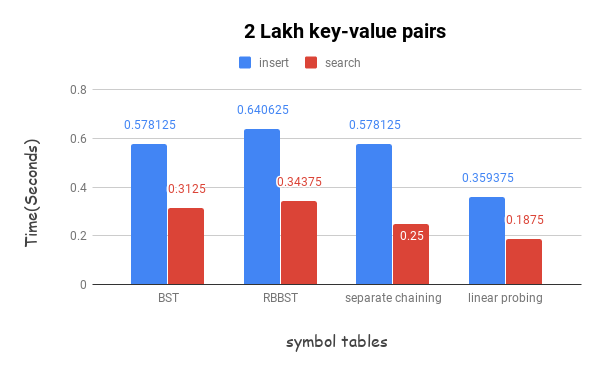 2 Lakh key-value pairs
insert search
0.8
0.6
0.4
0.2
0
Time(Seconds)
0.578125
0.3125
0.640625
0.34375
0.578125
0.25
0.359375
0.1875
BST RBBST separate chaining linear probing
symbol tables